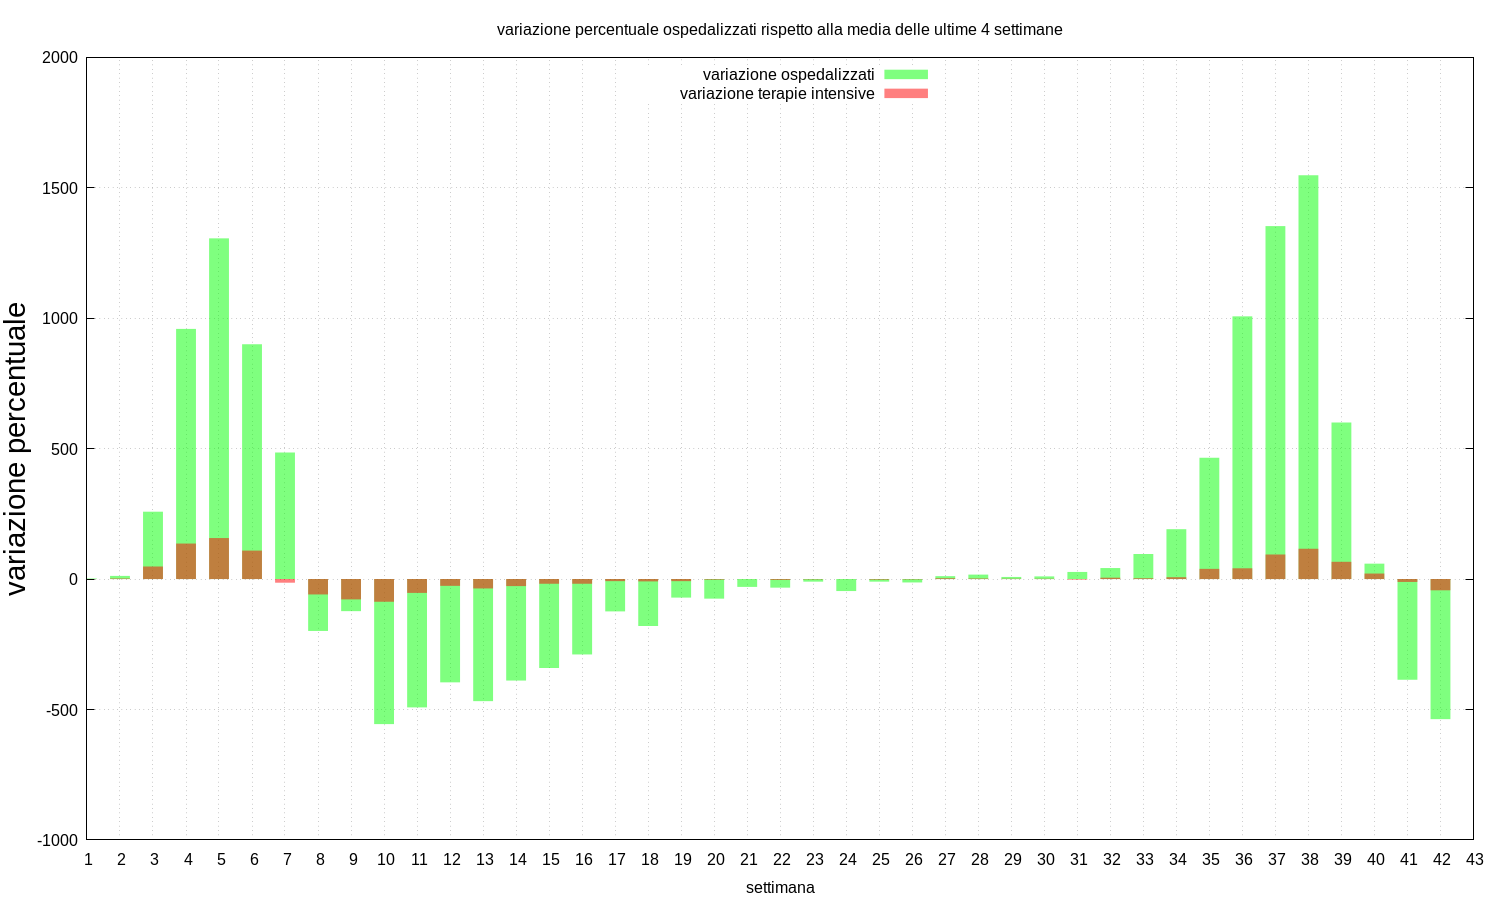 variazione percentuale ospedalizzati rispetto alla media delle ultime 4 settimane
variazione ospedalizzati
variazione terapie intensive
2000
1500
1000
500
0
-500
-1000
variazione percentuale
1 2 3 4 5 6 7 8 9 10 11 12 13 14 15 16 17 18 19 20 21 22 23 24 25 26 27 28 29 30 31 32 33 34 35 36 37 38 39 40 41 42 43
settimana